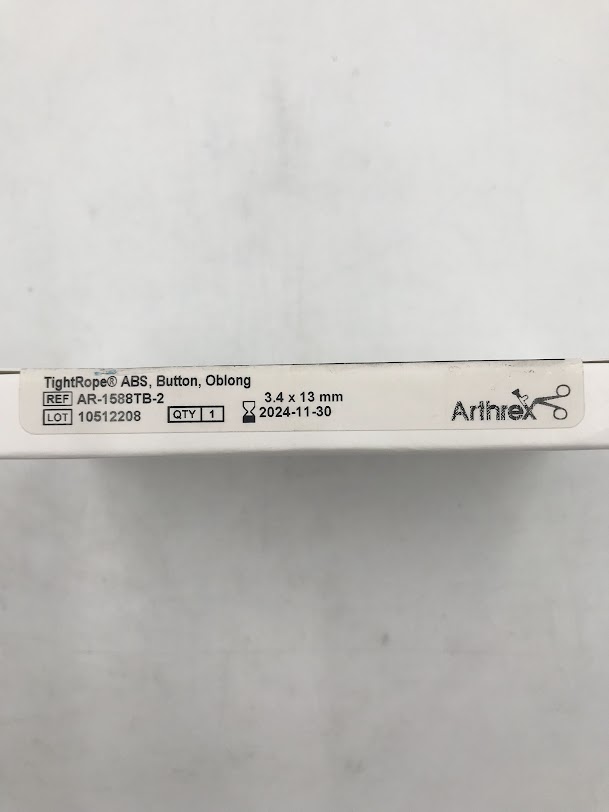 TightRope® ABS, Button, Oblong
REF AR-1588TB-2 3.4 x 13 mm
LOT 10512208 QTY 1 2024-11-30
Arthrex